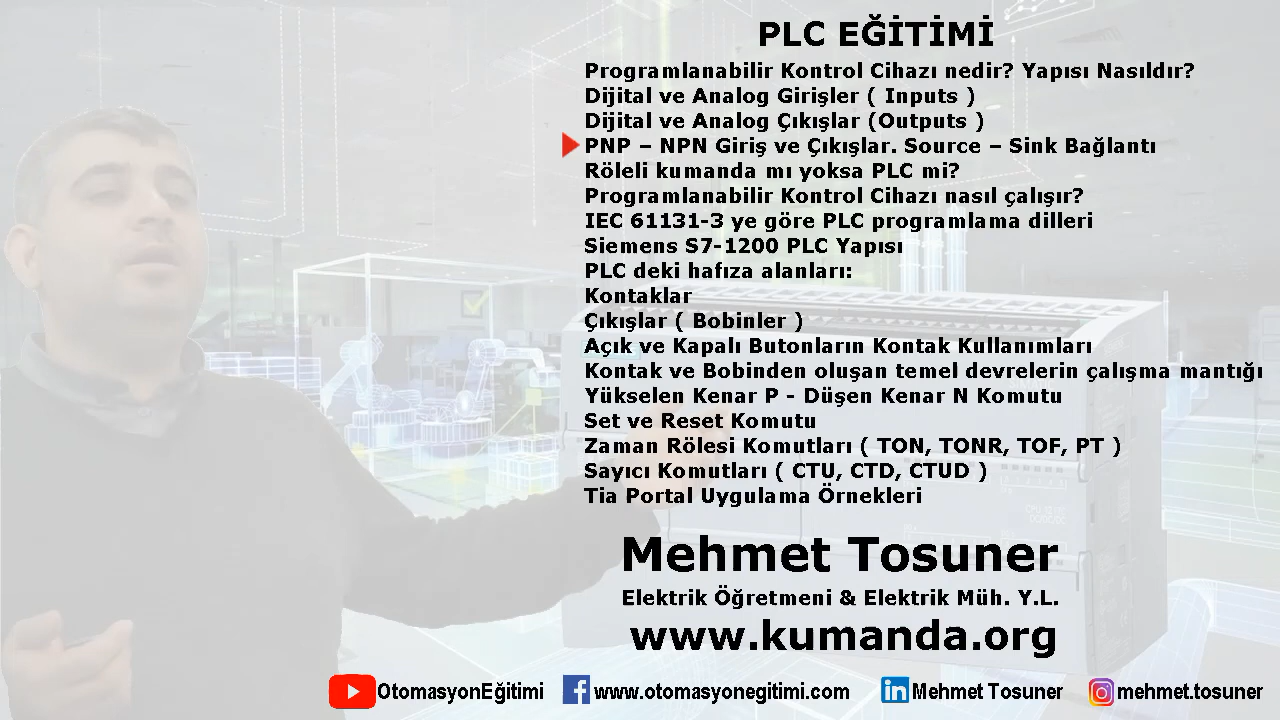 PLC EĞİTİMİ
Programlanabilir Kontrol Cihazı nedir? Yapısı Nasıldır?
Dijital ve Analog Girişler ( Inputs )
Dijital ve Analog Çıkışlar (Outputs )
PNP – NPN Giriş ve Çıkışlar. Source – Sink Bağlantı
Röleli kumanda mı yoksa PLC mi?
Programlanabilir Kontrol Cihazı nasıl çalışır?
IEC 61131-3 ye göre PLC programlama dilleri
Siemens S7-1200 PLC Yapısı
PLC deki hafıza alanları:
Kontaklar
Çıkışlar ( Bobinler )
Açık ve Kapalı Butonların Kontak Kullanımları
Kontak ve Bobinden oluşan temel devrelerin çalışma mantığı
Yükselen Kenar P - Düşen Kenar N Komutu
Set ve Reset Komutu
Zaman Rölesi Komutları ( TON, TONR, TOF, PT )
Sayıcı Komutları ( CTU, CTD, CTUD )
Tia Portal Uygulama Örnekleri
Mehmet Tosuner
Elektrik Öğretmeni & Elektrik Müh. Y.L.
www.kumanda.org
OtomasyonEğitimi www.otomasyonegitimi.com Mehmet Tosuner mehmet.tosuner